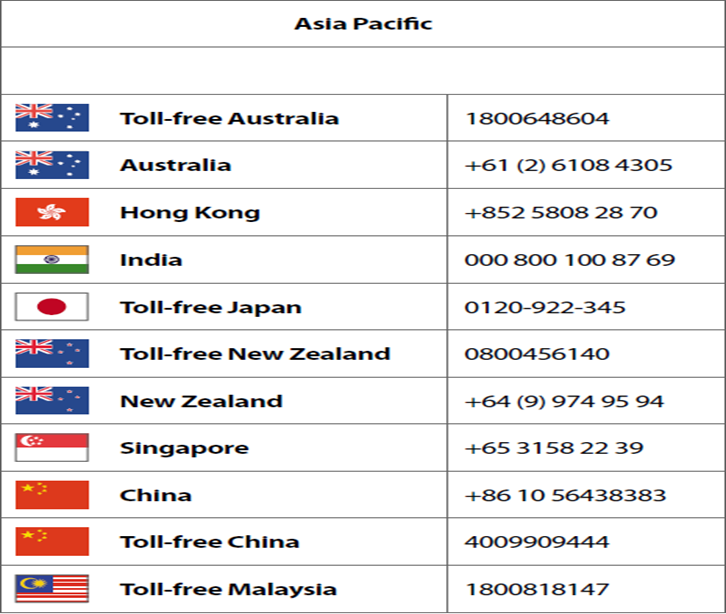 Asia Pacific
Toll-free Australia 1800648604
Australia +61 (2) 6108 4305
Hong Kong +852 5808 28 70
India 000 800 100 87 69
Toll-free Japan 0120-922-345
Toll-free New Zealand 0800456140
New Zealand +64 (9) 974 95 94
Singapore +65 3158 22 39
China +86 10 56438383
Toll-free China 4009909444
Toll-free Malaysia 1800818147